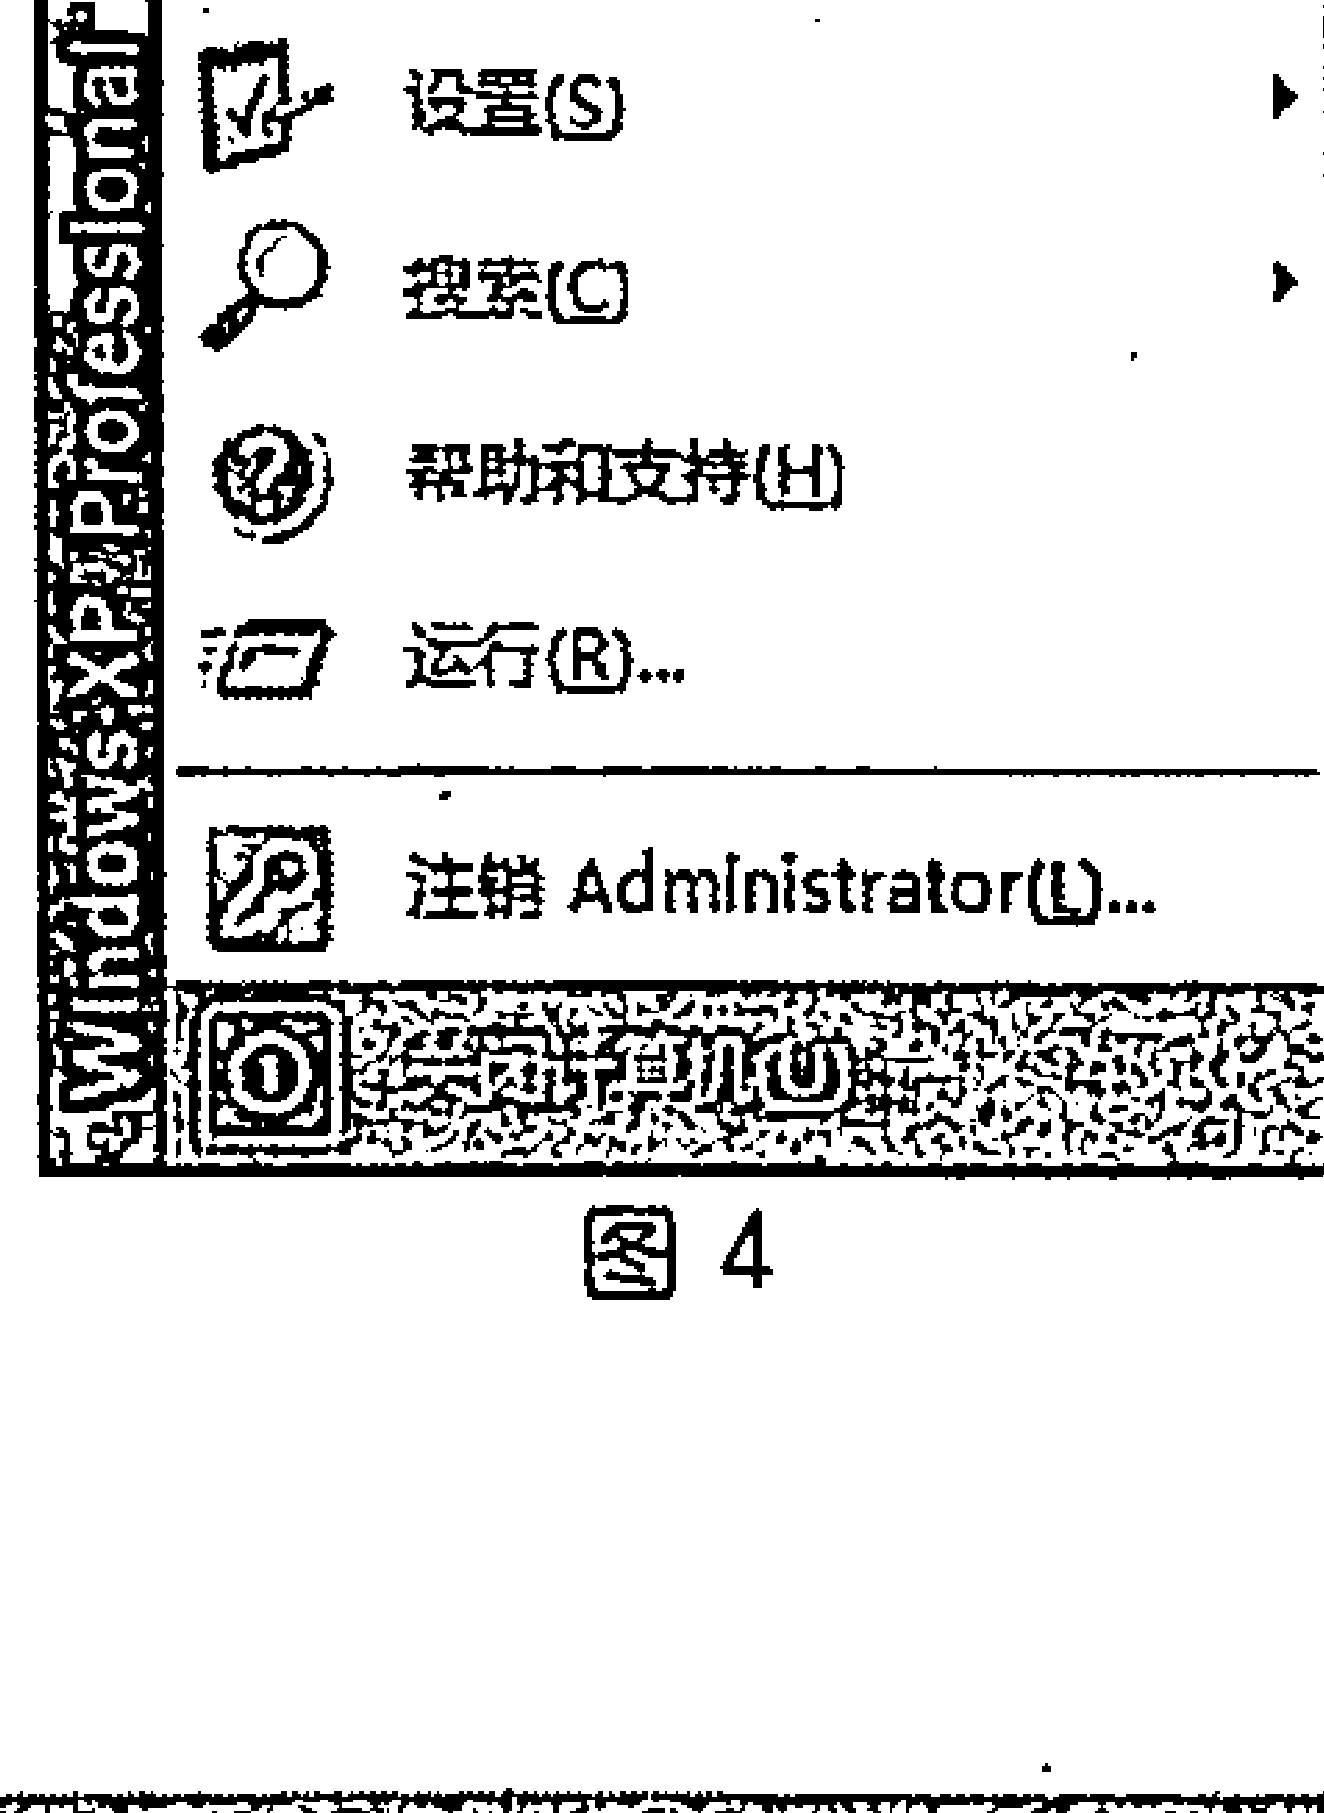 Windows XP Professional
设置(S)
搜索(C)
帮助和支持(H)
运行(R)...
注销 Administrator(L)...
关闭计算机(U)...
图 4